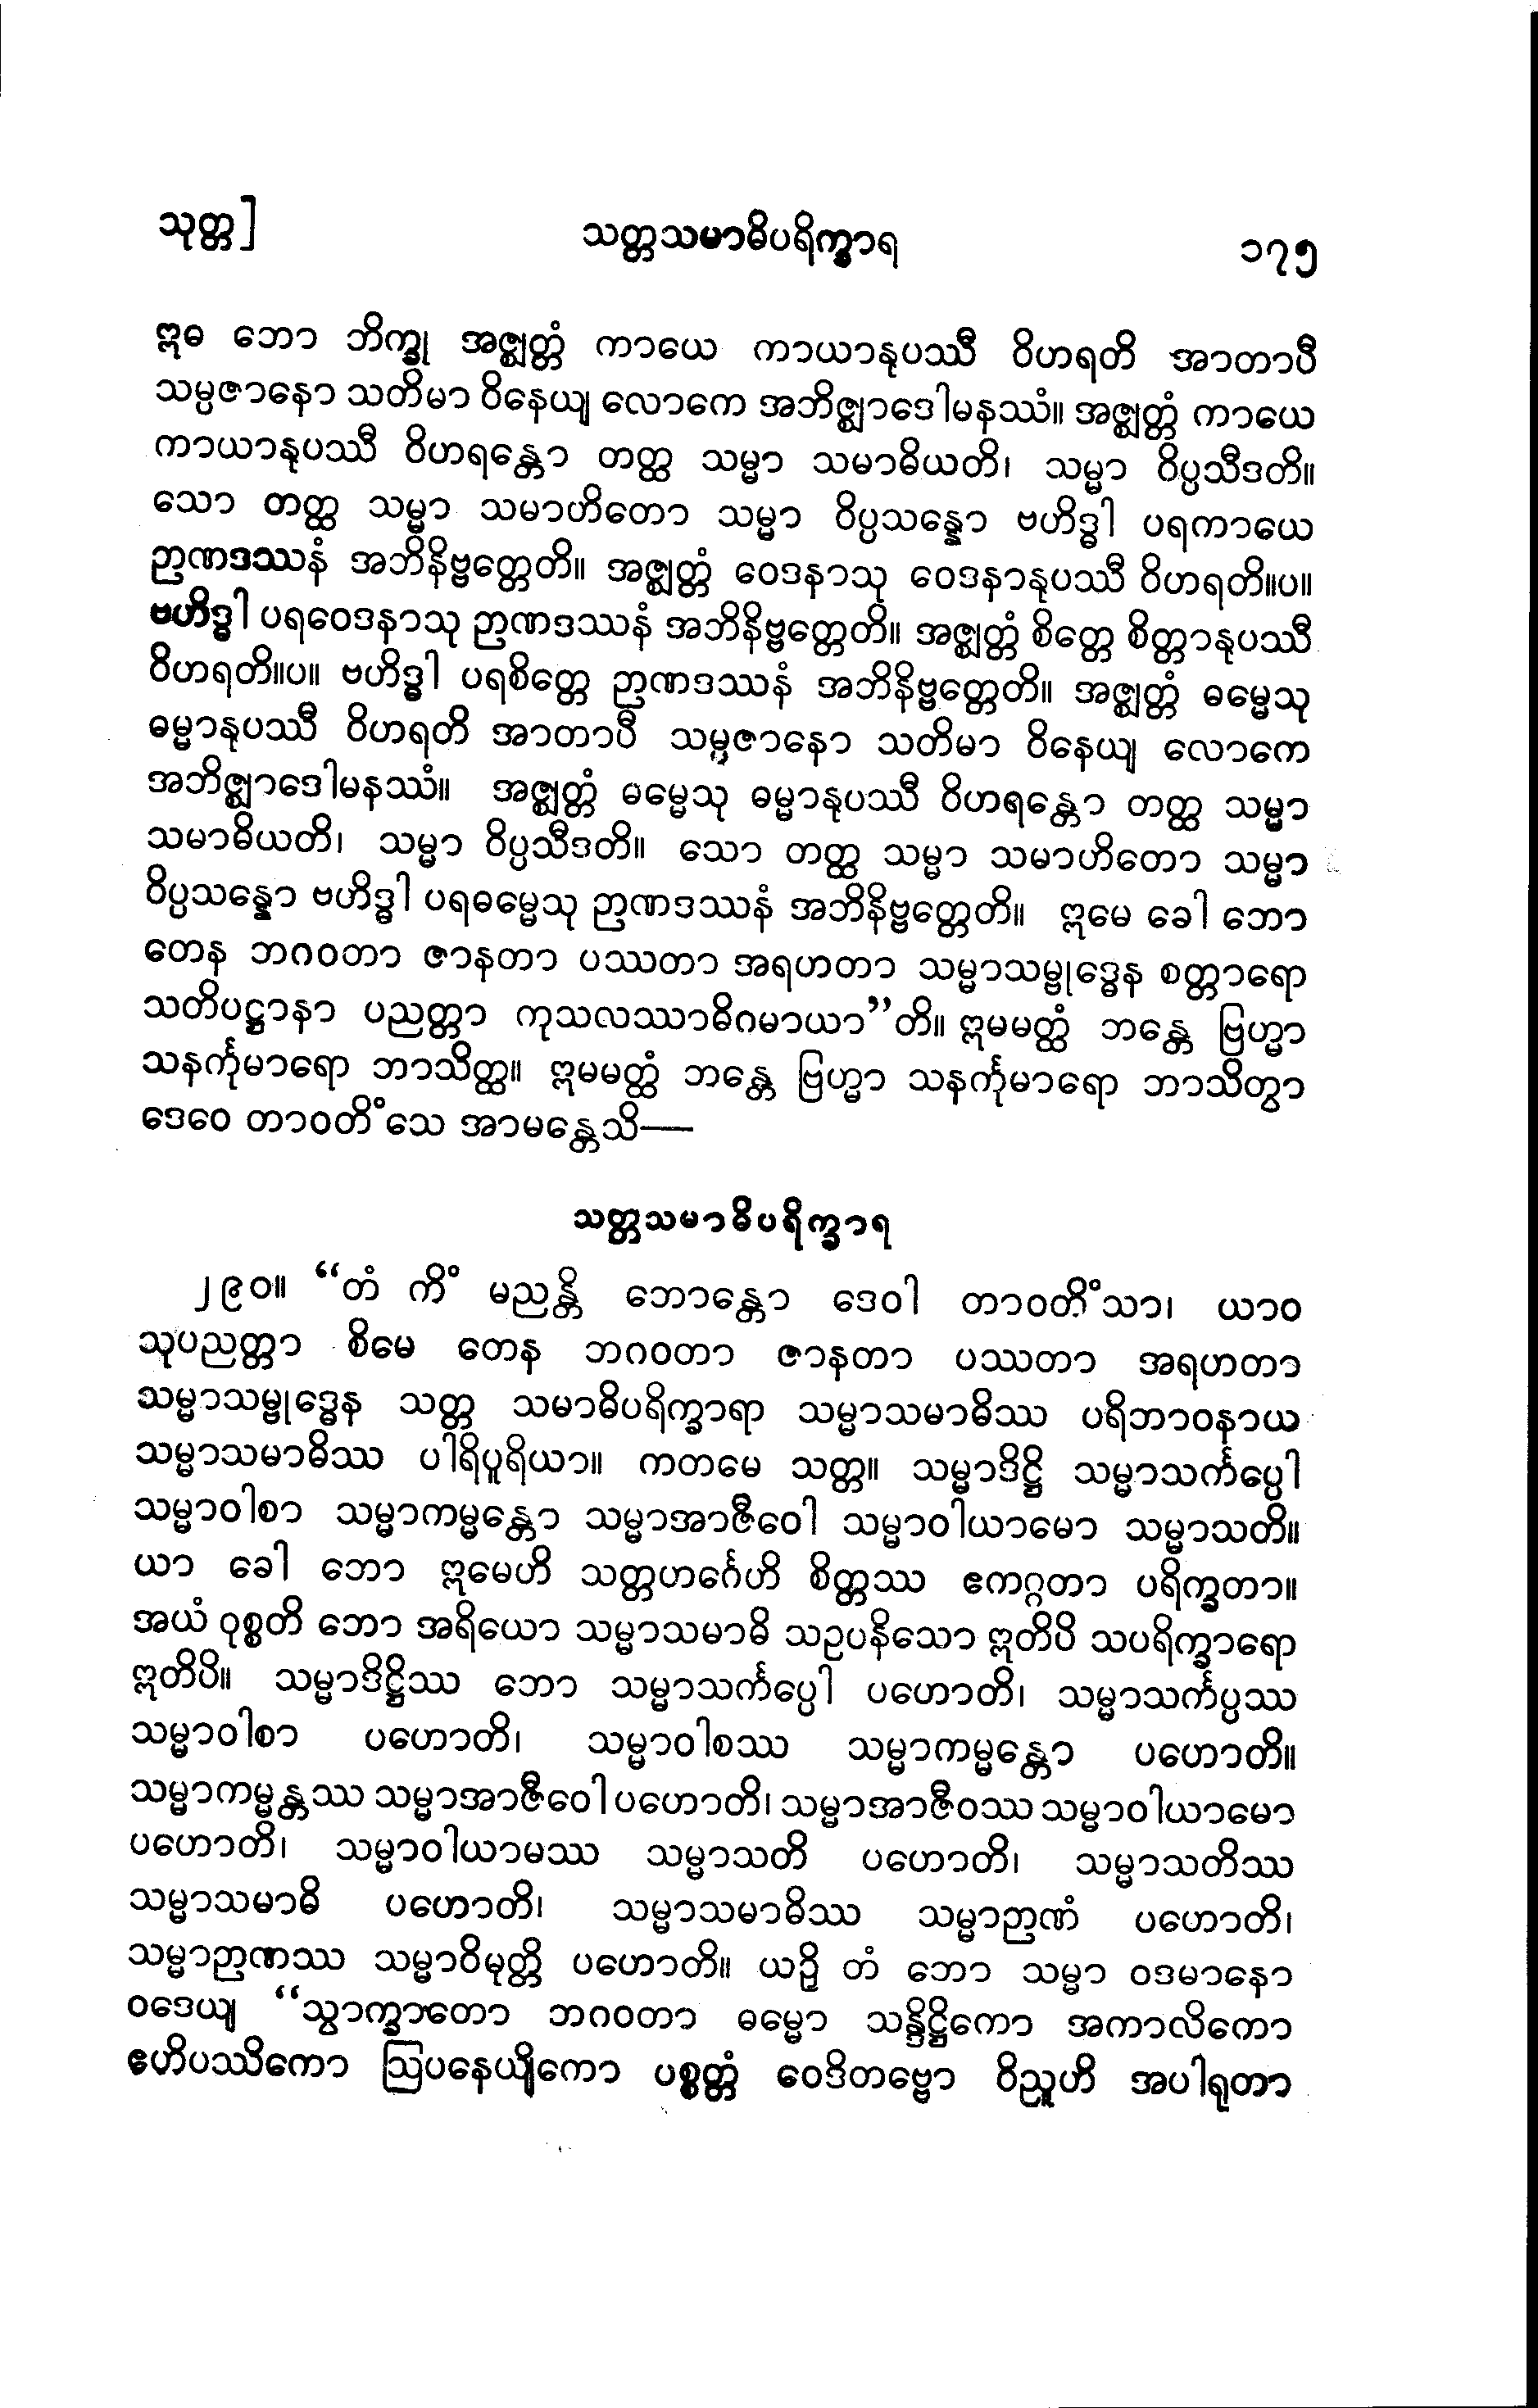 သုတ္တ]
သတ္တသမာဓိပရိက္ခာရ
၁၇၅
ဣဓ ဘော ဘိက္ခု အဇ္ဈတ္တံ ကာယေ ကာယာနုပဿီ ဝိဟရတိ အာတာပီ
သမ္ပဇာနော သတိမာ ဝိနေယျ လောကေ အဘိဇ္ဈာဒေါမနဿံ။ အဇ္ဈတ္တံ ကာယေ
ကာယာနုပဿီ ဝိဟရန္တော တတ္ထ သမ္မာ သမာဓိယတိ၊ သမ္မာ ဝိပ္ပသီဒတိ။
သော တတ္ထ သမ္မာ သမာဟိတော သမ္မာ ဝိပ္ပသန္နော ဗဟိဒ္ဓါ ပရကာယေ
ဉာဏဒဿနံ အဘိနိဗ္ဗတ္တေတိ။ အဇ္ဈတ္တံ ဝေဒနာသု ဝေဒနာနုပဿီ ဝိဟရတိ။ပ။
ဗဟိဒ္ဓါ ပရဝေဒနာသု ဉာဏဒဿနံ အဘိနိဗ္ဗတ္တေတိ။ အဇ္ဈတ္တံ စိတ္တေ စိတ္တာနုပဿီ
ဝိဟရတိ။ပ။ ဗဟိဒ္ဓါ ပရစိတ္တေ ဉာဏဒဿနံ အဘိနိဗ္ဗတ္တေတိ။ အဇ္ဈတ္တံ ဓမ္မေသု
ဓမ္မာနုပဿီ ဝိဟရတိ အာတာပီ သမ္ပဇာနော သတိမာ ဝိနေယျ လောကေ
အဘိဇ္ဈာဒေါမနဿံ။ အဇ္ဈတ္တံ ဓမ္မေသု ဓမ္မာနုပဿီ ဝိဟရန္တော တတ္ထ သမ္မာ
သမာဓိယတိ၊ သမ္မာ ဝိပ္ပသီဒတိ။ သော တတ္ထ သမ္မာ သမာဟိတော သမ္မာ
ဝိပ္ပသန္နော ဗဟိဒ္ဓါ ပရဓမ္မေသု ဉာဏဒဿနံ အဘိနိဗ္ဗတ္တေတိ။ ဣမေ ခေါ ဘော
တေန ဘဂဝတာ ဇာနတာ ပဿတာ အရဟတာ သမ္မာသမ္ဗုဒ္ဓေန စတ္တာရော
သတိပဋ္ဌာနာ ပညတ္တာ ကုသလဿာဓိဂမာယာ”တိ။ ဣမမတ္ထံ ဘန္တေ ဗြဟ္မာ
သနင်္ကုမာရော ဘာသိတ္ထ။ ဣမမတ္ထံ ဘန္တေ ဗြဟ္မာ သနင်္ကုမာရော ဘာသိတွာ
ဒေဝေ တာဝတိံသေ အာမန္တေသိ—
သတ္တသမာဓိပရိက္ခာရ
၂၉၀။ “တံ ကိံ မညန္တိ ဘောန္တော ဒေဝါ တာဝတိံသာ၊ ယာဝ
သုပညတ္တာ စိမေ တေန ဘဂဝတာ ဇာနတာ ပဿတာ အရဟတာ
သမ္မာသမ္ဗုဒ္ဓေန သတ္တ သမာဓိပရိက္ခာရာ သမ္မာသမာဓိဿ ပရိဘာဝနာယ
သမ္မာသမာဓိဿ ပါရိပူရိယာ။ ကတမေ သတ္တ။ သမ္မာဒိဋ္ဌိ သမ္မာသင်္ကပ္ပေါ
သမ္မာဝါစာ သမ္မာကမ္မန္တော သမ္မာအာဇီဝေါ သမ္မာဝါယာမော သမ္မာသတိ။
ယာ ခေါ ဘော ဣမေဟိ သတ္တဟင်္ဂေဟိ စိတ္တဿ ဧကဂ္ဂတာ ပရိက္ခတာ။
အယံ ဝုစ္စတိ ဘော အရိယော သမ္မာသမာဓိ သဥပနိသော ဣတိပိ သပရိက္ခာရော
ဣတိပိ။ သမ္မာဒိဋ္ဌိဿ ဘော သမ္မာသင်္ကပ္ပေါ ပဟောတိ၊ သမ္မာသင်္ကပ္ပဿ
သမ္မာဝါစာ ပဟောတိ၊ သမ္မာဝါစဿ သမ္မာကမ္မန္တော ပဟောတိ။
သမ္မာကမ္မန္တဿ သမ္မာအာဇီဝေါ ပဟောတိ၊ သမ္မာအာဇီဝဿ သမ္မာဝါယာမော
ပဟောတိ၊ သမ္မာဝါယာမဿ သမ္မာသတိ ပဟောတိ၊ သမ္မာသတိဿ
သမ္မာသမာဓိ ပဟောတိ၊ သမ္မာသမာဓိဿ သမ္မာဉာဏံ ပဟောတိ၊
သမ္မာဉာဏဿ သမ္မာဝိမုတ္တိ ပဟောတိ။ ယဉှိ တံ ဘော သမ္မာ ဝဒမာနော
ဝဒေယျ “သွာက္ခာတော ဘဂဝတာ ဓမ္မော သန္ဒိဋ္ဌိကော အကာလိကော
ဧဟိပဿိကော ဩပနေယျိကော ပစ္စတ္တံ ဝေဒိတဗ္ဗော ဝိညူဟိ အပါရုတာ